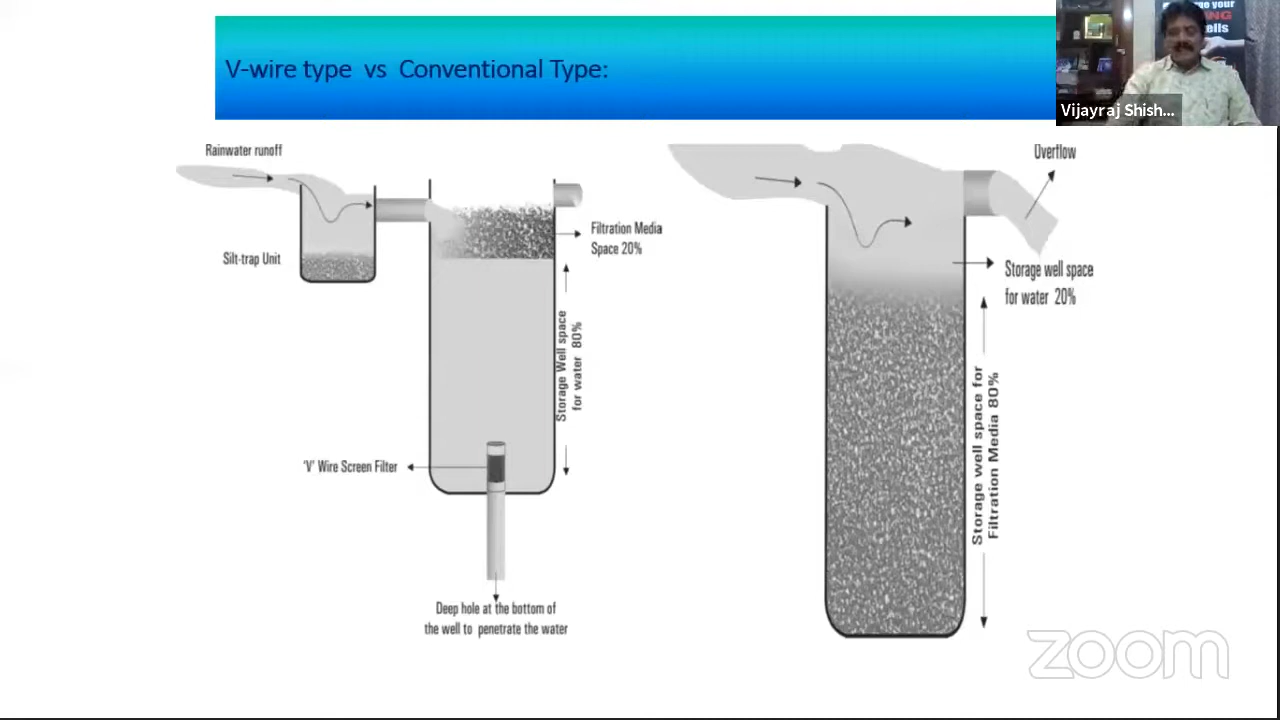 V-wire type vs Conventional Type:
Vijayraj Shish...
Rainwater runoff
Silt-trap Unit
Filtration Media
Space 20%
Storage Well space
for water 80%
'V' Wire Screen Filter
Deep hole at the bottom of
the well to penetrate the water
Overflow
Storage well space
for water 20%
Storage well space for
Filtration Media 80%
zoom